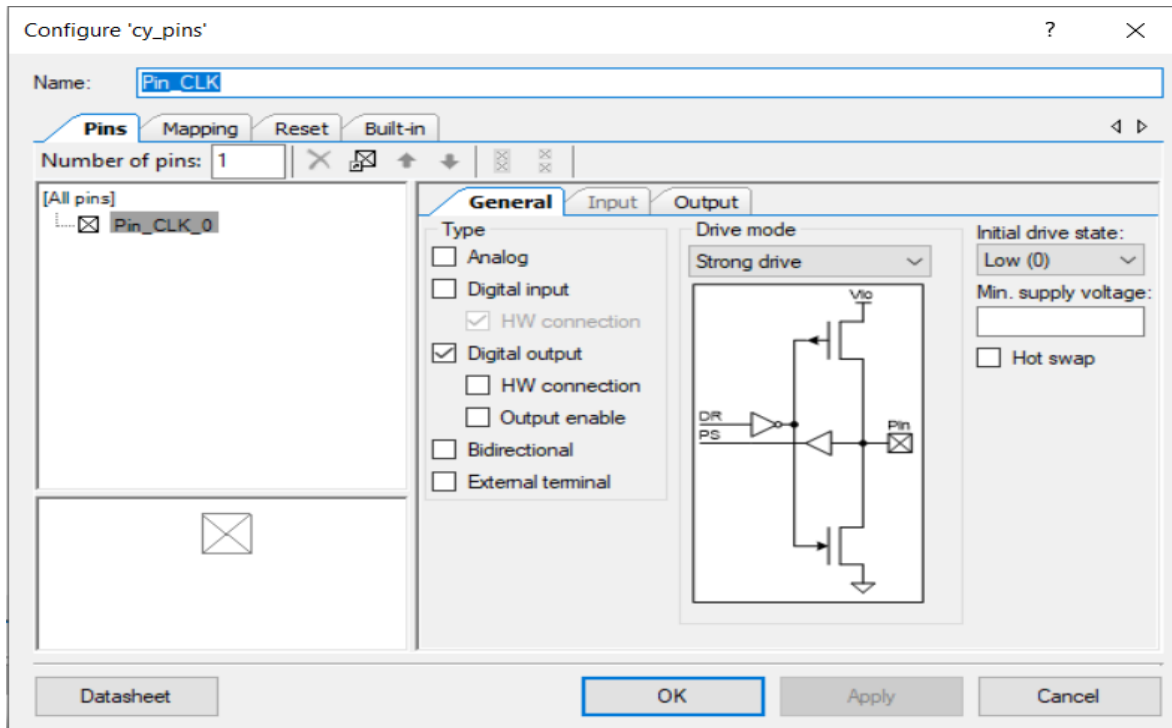 Configure 'cy_pins'
?
Name: Pin_CLK
Pins Mapping Reset Built-in
Number of pins: 1
[All pins]
Pin_CLK_0
General Input Output
Type
Analog
Digital input
HW connection
Digital output
HW connection
Output enable
Bidirectional
External terminal
Drive mode
Strong drive
Vio
DR
PS
Pin
Initial drive state:
Low (0)
Min. supply voltage:
Hot swap
Datasheet OK Apply Cancel